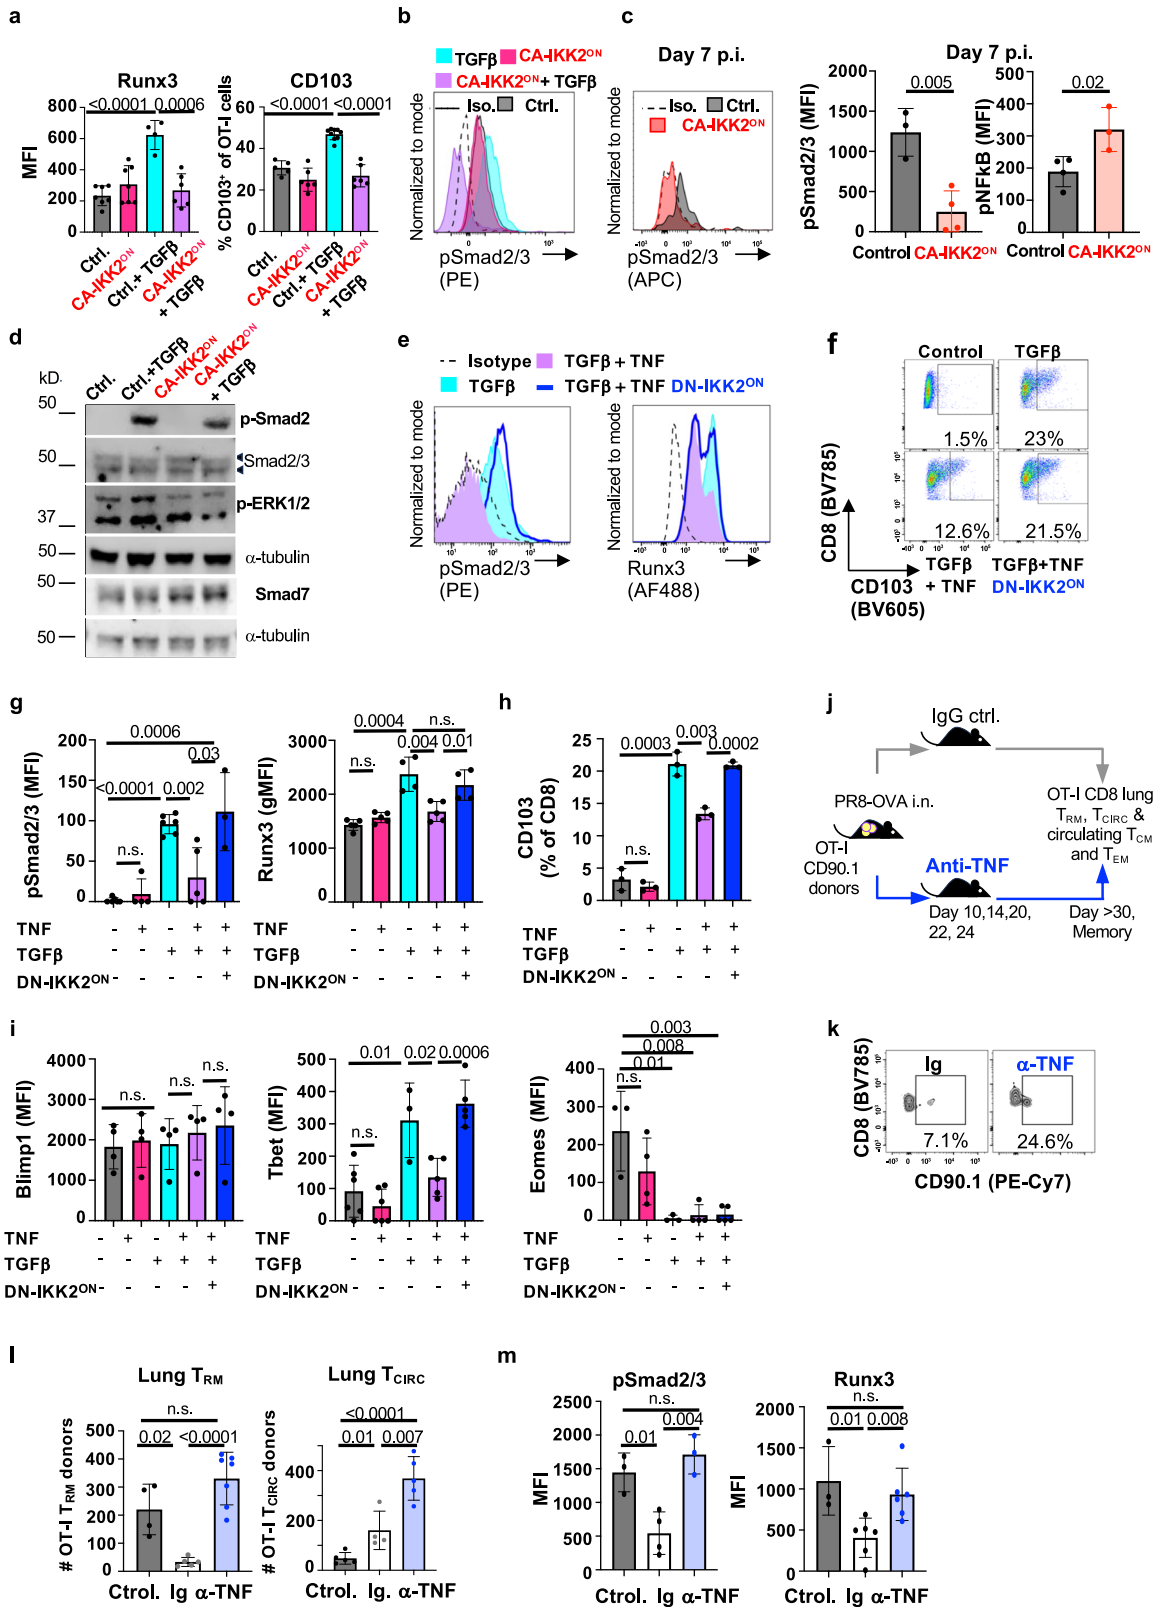 a
Runx3
<0.0001 0.0006
MFI
800
600
400
200
0
Ctrl.
CA-IKK2ON
Ctrl.+TGFβ
CA-IKK2ON
+ TGFβ
CD103
<0.0001 <0.0001
% CD103+ of OT-I cells
60
40
20
0
Ctrl.
CA-IKK2ON
Ctrl.+ TGFβ
CA-IKK2ON
+ TGFβ
b
TGFβ CA-IKK2ON
CA-IKK2ON + TGFβ
Iso. Ctrl.
Normalized to mode
0 10³
pSmad2/3
(PE)
c
Day 7 p.i.
Iso. Ctrl.
CA-IKK2ON
Normalized to mode
0 10³
pSmad2/3
(APC)
Day 7 p.i.
pSmad2/3 (MFI)
2000
1500
1000
500
0
0.005
Control CA-IKK2ON
pNFkB (MFI)
500
400
300
200
100
0
0.02
Control CA-IKK2ON
d
kD.
Ctrl.
Ctrl.+TGFβ
CA-IKK2ON
CA-IKK2ON
+ TGFβ
50 p-Smad2
50 Smad2/3
p-ERK1/2
37
50 α-tubulin
50 Smad7
50 α-tubulin
e
Isotype TGFβ + TNF
TGFβ TGFβ + TNF DN-IKK2ON
Normalized to mode
10¹ 10³
pSmad2/3
(PE)
Normalized to mode
-10³ 0 10³ 10⁴
Runx3
(AF488)
f
Control TGFβ
1.5% 23%
12.6% 21.5%
CD8 (BV785)
TGFβ
+ TNF
TGFβ+TNF
DN-IKK2ON
CD103
(BV605)
g
pSmad2/3 (MFI)
200
150
100
50
0
0.0006
0.03
<0.0001 0.002
n.s.
TNF - + - + +
TGFβ - - + + +
DN-IKK2ON - - - - +
Runx3 (gMFI)
3000
2000
1000
0
0.0004 n.s.
0.004 0.01
n.s.
- + - + +
- - + + +
- - - - +
h
CD103
(% of CD8)
25
20
15
10
5
0
0.0003 0.003 0.0002
n.s.
TNF - + - + +
TGFβ - - + + +
DN-IKK2ON - - - - +
j
IgG ctrl.
PR8-OVA i.n.
OT-I
CD90.1
donors
Anti-TNF
Day 10,14,20,
22, 24
OT-I CD8 lung
TRM, TCIRC &
circulating TCM
and TEM
Day >30,
Memory
i
Blimp1 (MFI)
4000
3000
2000
1000
0
n.s. n.s. n.s.
TNF - + - + +
TGFβ - - + + +
DN-IKK2ON - - - - +
Tbet (MFI)
500
400
300
200
100
0
0.01 0.02 0.0006
n.s.
TNF - + - + +
TGFβ - - + + +
DN-IKK2ON - - - - +
Eomes (MFI)
400
300
200
100
0
0.003
0.008
0.01
n.s.
TNF - + - + +
TGFβ - - + + +
DN-IKK2ON - - - - +
k
CD8 (BV785)
Ig α-TNF
7.1% 24.6%
CD90.1 (PE-Cy7)
l
Lung TRM
# OT-I TRM donors
400
300
200
100
0
n.s.
0.02 <0.0001
Ctrol. Ig α-TNF
Lung TCIRC
# OT-I TCIRC donors
400
200
0
<0.0001
0.01 0.007
Ctrol. Ig. α-TNF
m
pSmad2/3
MFI
2000
1500
1000
500
0
n.s.
0.01 0.004
Ctrol. Ig α-TNF
Runx3
MFI
2000
1500
1000
500
0
n.s.
0.01 0.008
Ctrol. Ig α-TNF